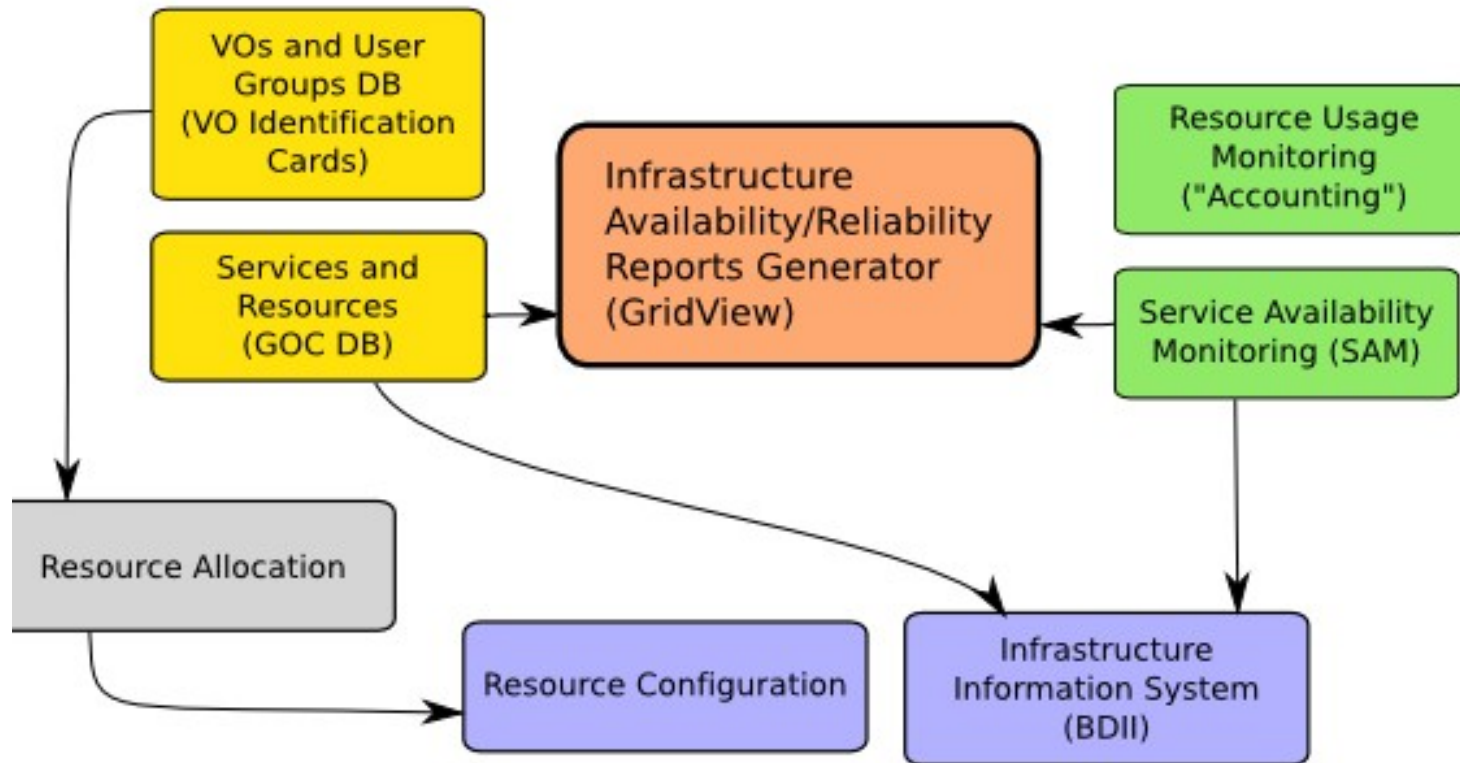 VOs and User
Groups DB
(VO Identification
Cards)
Services and
Resources
(GOC DB)
Infrastructure
Availability/Reliability
Reports Generator
(GridView)
Resource Usage
Monitoring
("Accounting")
Service Availability
Monitoring (SAM)
Resource Allocation
Resource Configuration
Infrastructure
Information System
(BDII)